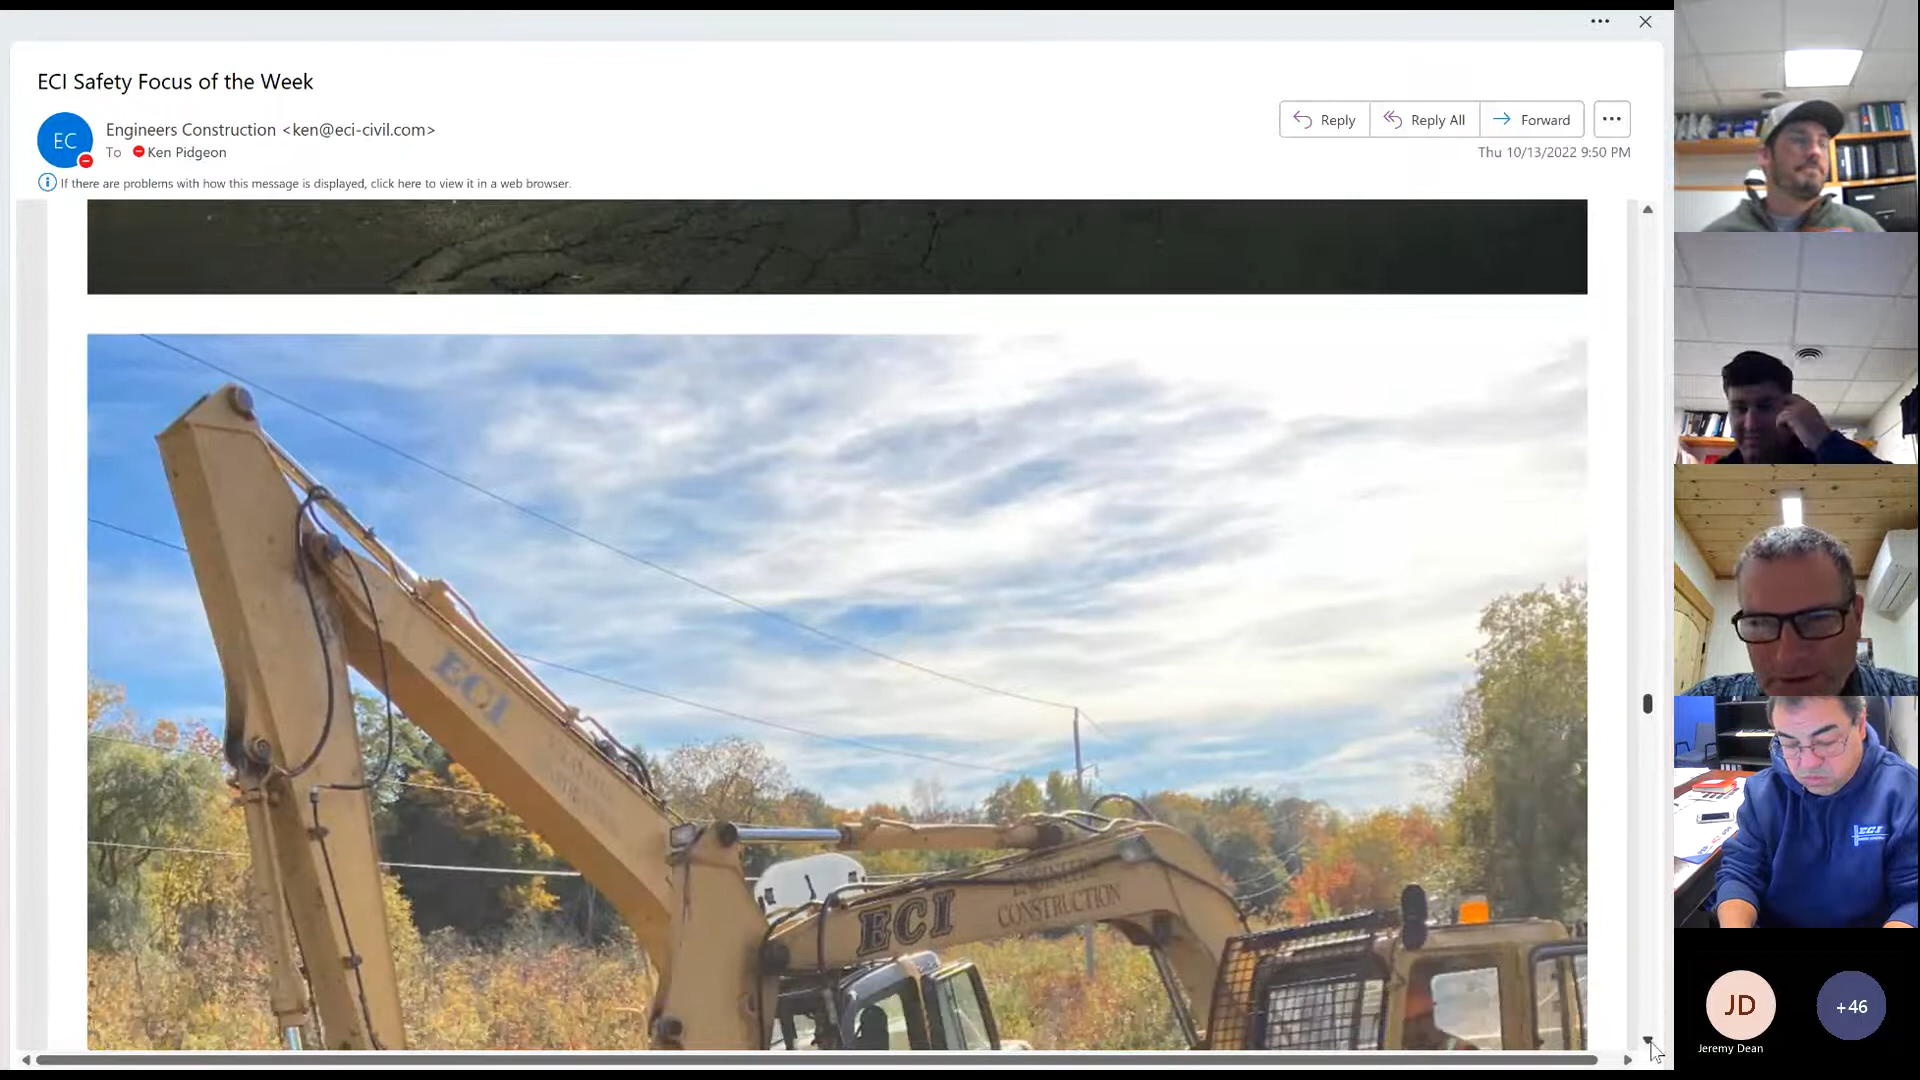 ECI Safety Focus of the Week
EC
Engineers Construction <ken@eci-civil.com>
To Ken Pidgeon
Reply
Reply All
Forward
Thu 10/13/2022 9:50 PM
If there are problems with how this message is displayed, click here to view it in a web browser.
ECI
ECI
CONSTRUCTION
ECI
JD
+46
Jeremy Dean